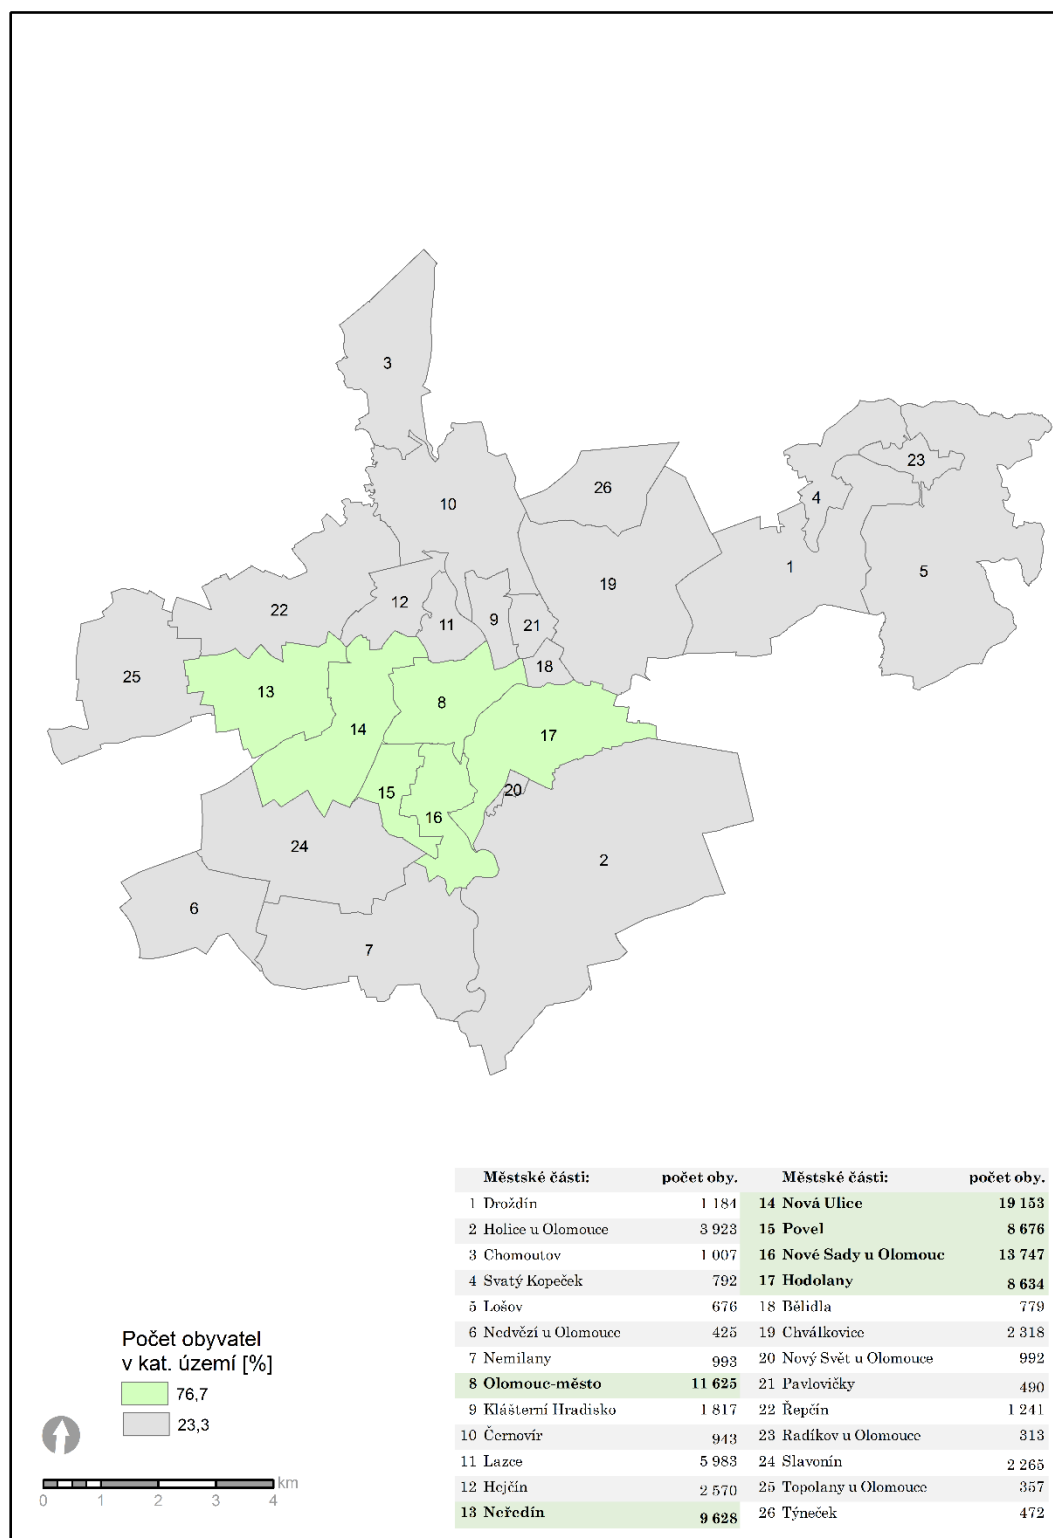 3
23
26
4
10
1
5
19
12
22
9
11
21
18
25
13
8
14
17
15
20
16
24
2
6
7
Městské části: počet oby. Městské části: počet oby.
1 Droždín 1 184 14 Nová Ulice 19 153
2 Holice u Olomouce 3 923 15 Povel 8 676
3 Chomoutov 1 007 16 Nové Sady u Olomouc 13 747
4 Svatý Kopeček 792 17 Hodolany 8 634
5 Lošov 676 18 Bělidla 779
6 Nedvězí u Olomouce 425 19 Chválkovice 2 318
7 Nemilany 993 20 Nový Svět u Olomouce 992
8 Olomouc-město 11 625 21 Pavlovičky 490
9 Klášterní Hradisko 1 817 22 Řepčín 1 241
10 Černovír 943 23 Radíkov u Olomouce 313
11 Lazce 5 983 24 Slavonín 2 265
12 Hejčín 2 570 25 Topolany u Olomouce 357
13 Neředín 9 628 26 Týneček 472
Počet obyvatel
v kat. území [%]
76,7
23,3
km
0 1 2 3 4